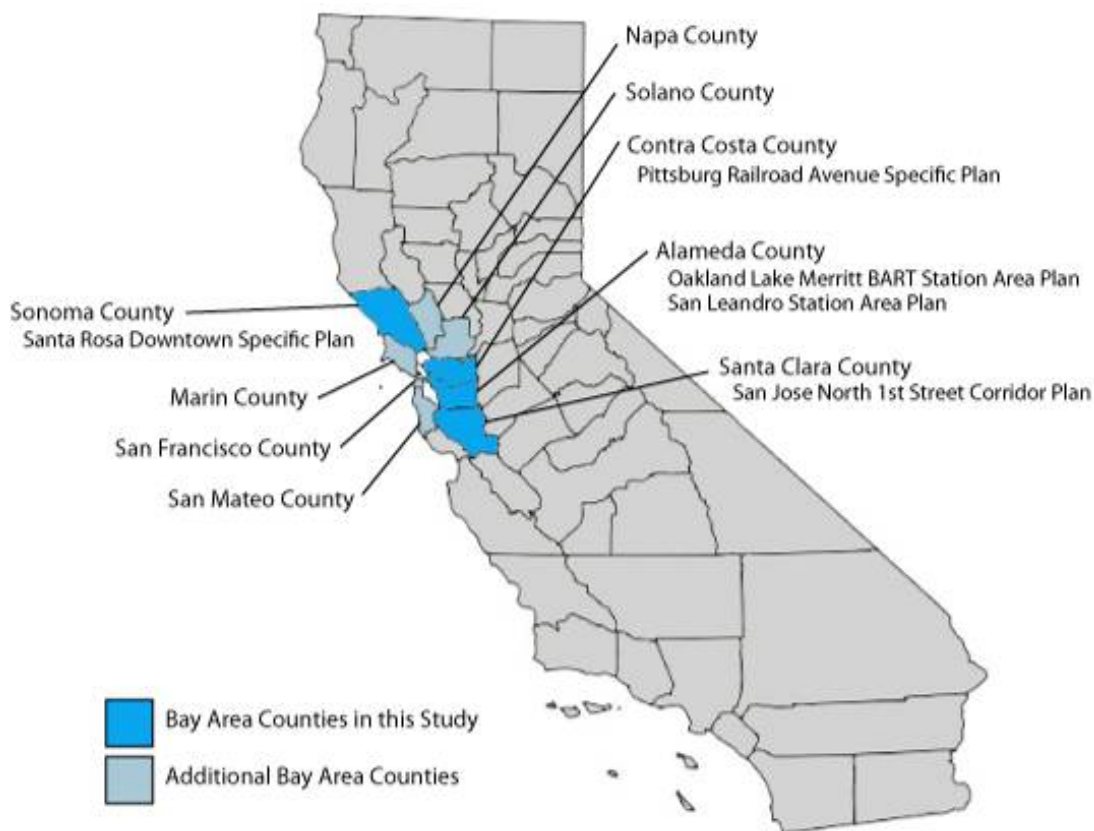 Napa County
Solano County
Contra Costa County
Pittsburg Railroad Avenue Specific Plan
Alameda County
Oakland Lake Merritt BART Station Area Plan
San Leandro Station Area Plan
Sonoma County
Santa Rosa Downtown Specific Plan
Santa Clara County
San Jose North 1st Street Corridor Plan
Marin County
San Francisco County
San Mateo County
Bay Area Counties in this Study
Additional Bay Area Counties